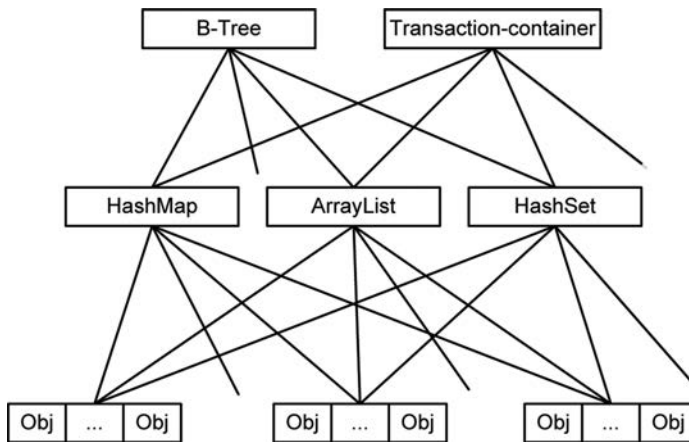 B-Tree
Transaction-container
HashMap
ArrayList
HashSet
Obj ... Obj
Obj ... Obj
Obj ... Obj